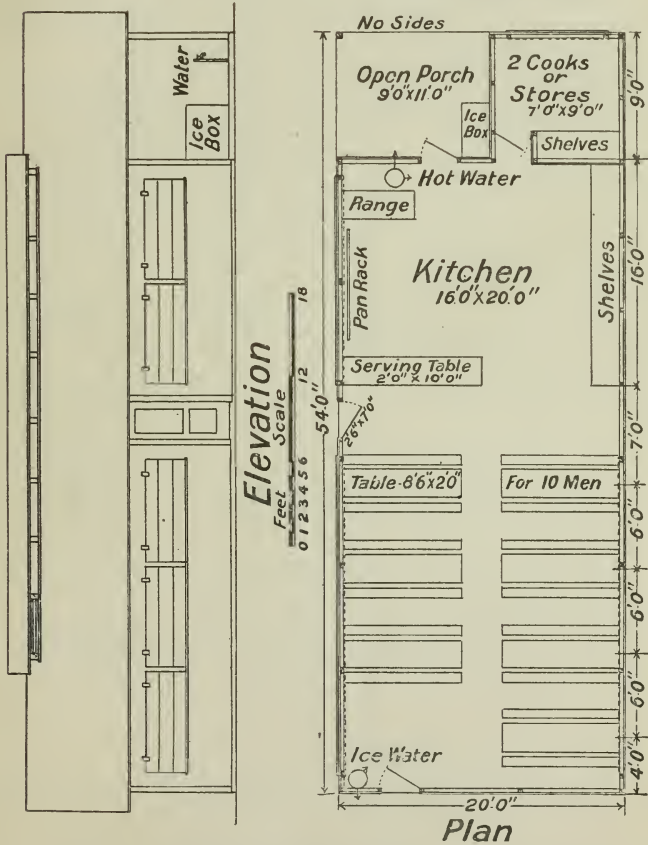 Water
Ice
Box
Elevation
Scale
Feet
0 1 2 3 4 5 6 12 18
No Sides
Open Porch
9'0"X11'0"
Ice
Box
2 Cooks
or
Stores
7'0"X9'0"
Shelves
9'0"
Hot Water
Range
Pan Rack
Kitchen
16'0"X20'0"
Shelves
16'0"
Serving Table
2'0" X 10'0"
54'0"
2'6"X7'0"
7'0"
Table-8'6"X2'0"
For 10 Men
6'0"
6'0"
6'0"
4'0"
Ice Water
20'0"
Plan